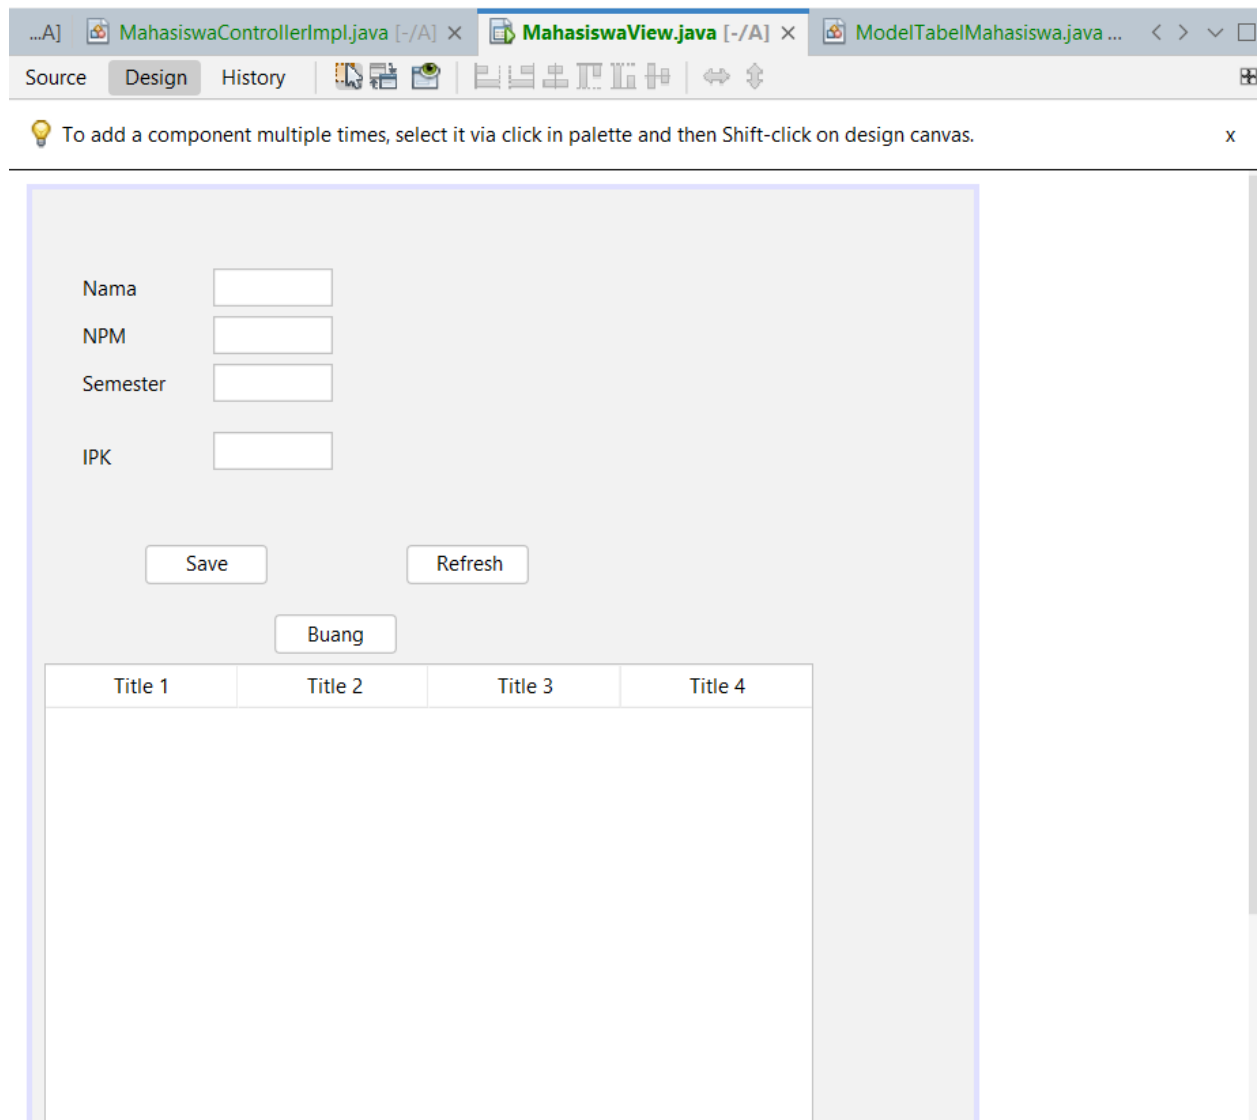 ...A] MahasiswaControllerImpl.java [-/A] × MahasiswaView.java [-/A] × ModelTabelMahasiswa.java ...
Source Design History
To add a component multiple times, select it via click in palette and then Shift-click on design canvas. x
Nama
NPM
Semester
IPK
Save Refresh
Buang
Title 1 Title 2 Title 3 Title 4